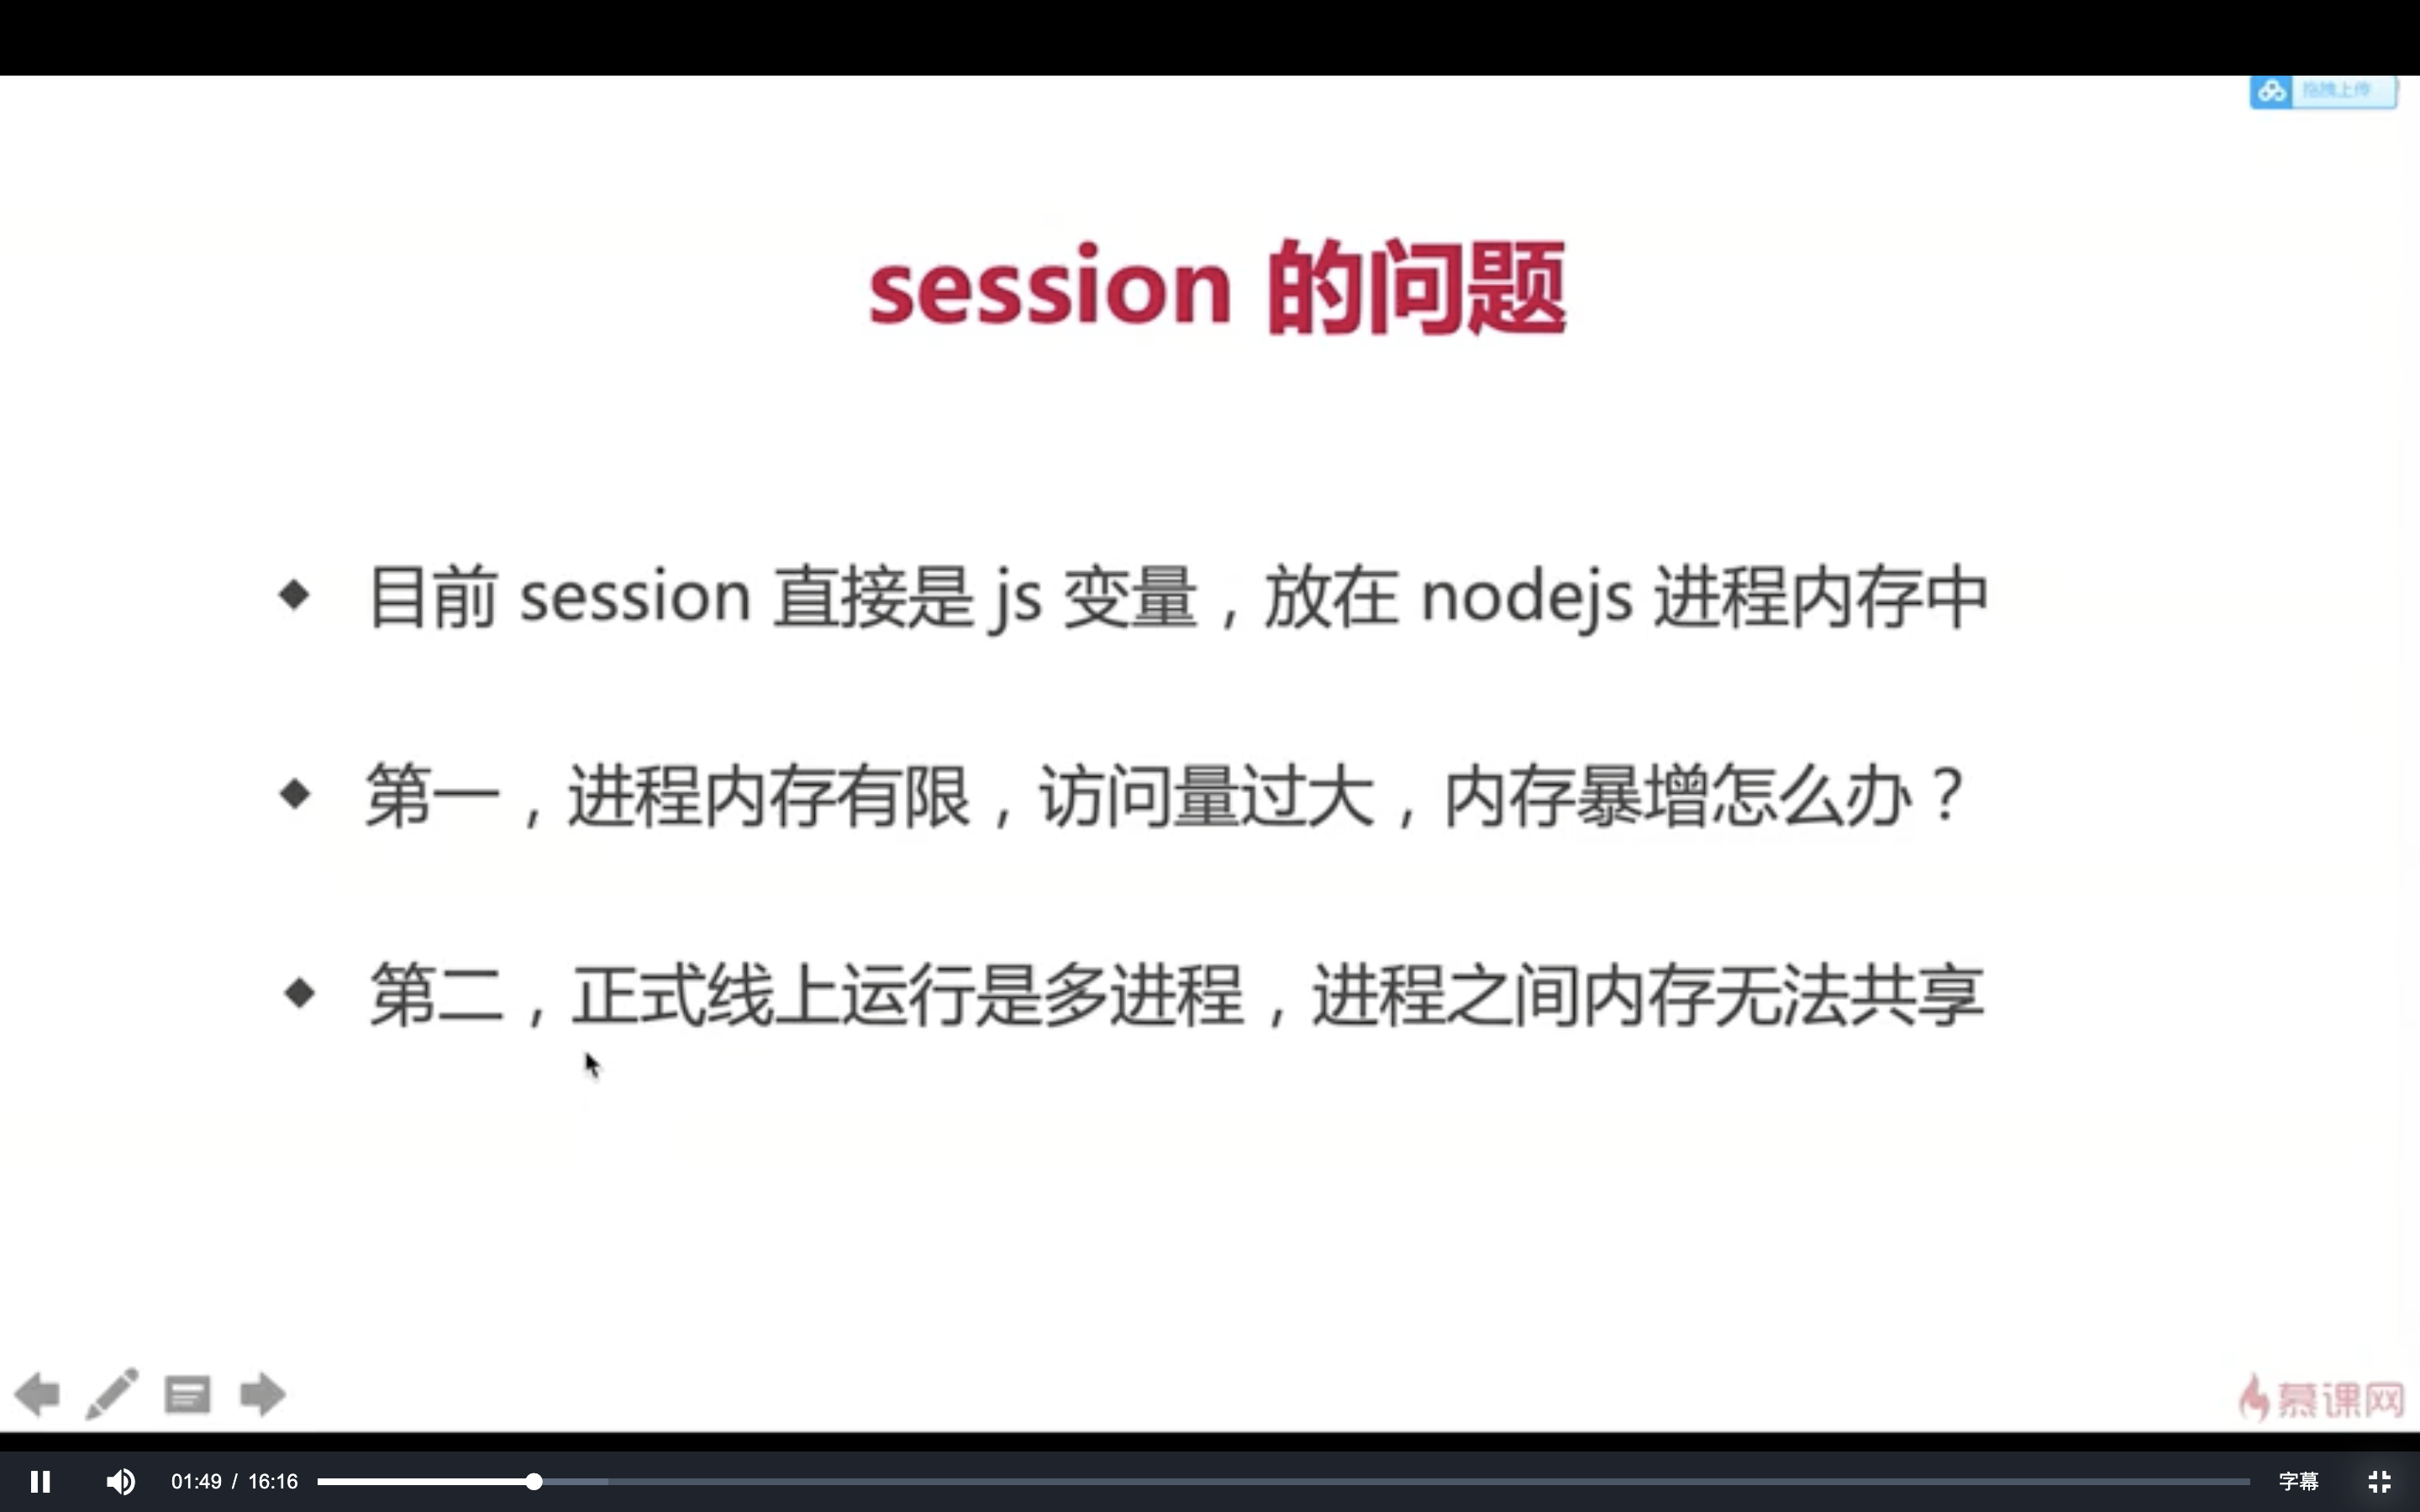 拖拽上传
session 的问题
◆ 目前 session 直接是 js 变量，放在 nodejs 进程内存中
◆ 第一，进程内存有限，访问量过大，内存暴增怎么办？
◆ 第二，正式线上运行是多进程，进程之间内存无法共享
慕课网
01:49 / 16:16 字幕